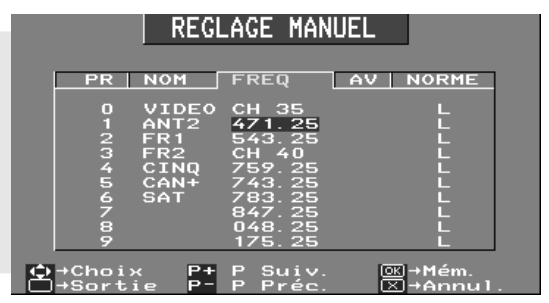 REGLAGE MANUEL
PR NOM FREQ AV NORME
0 VIDEO CH 35 L
1 ANT2 471.25 L
2 FR1 543.25 L
3 FR2 CH 40 L
4 CINQ 759.25 L
5 CAN+ 743.25 L
6 SAT 783.25 L
7 847.25 L
8 048.25 L
9 175.25 L
→Choix P+ P Suiv. OK →Mém.
→Sortie P- P Préc. X →Annul.